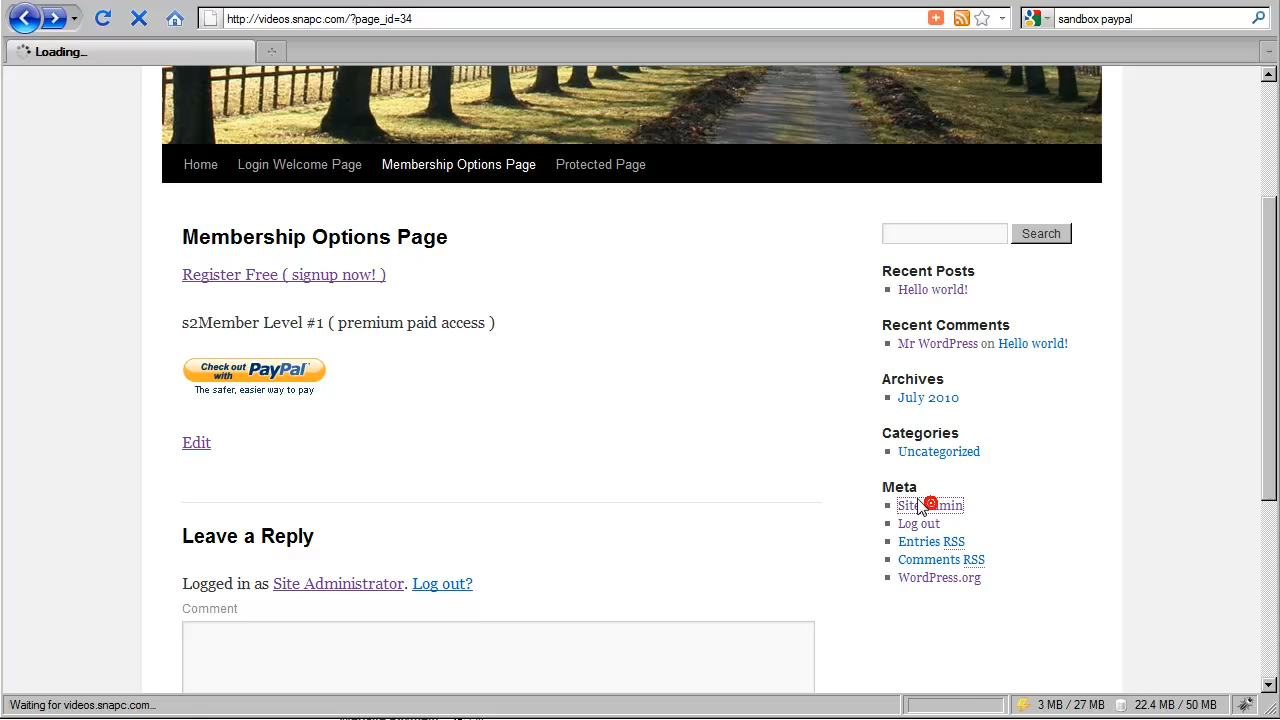 http://videos.snapc.com/?page_id=34
sandbox paypal
Loading...
Home
Login Welcome Page
Membership Options Page
Protected Page
Membership Options Page
Register Free ( signup now! )
s2Member Level #1 ( premium paid access )
Check out with PayPal
The safer, easier way to pay
Edit
Leave a Reply
Logged in as Site Administrator. Log out?
Comment
Search
Recent Posts
Hello world!
Recent Comments
Mr WordPress on Hello world!
Archives
July 2010
Categories
Uncategorized
Meta
Site Admin
Log out
Entries RSS
Comments RSS
WordPress.org
Waiting for videos.snapc.com...
3 MB / 27 MB
22.4 MB / 50 MB